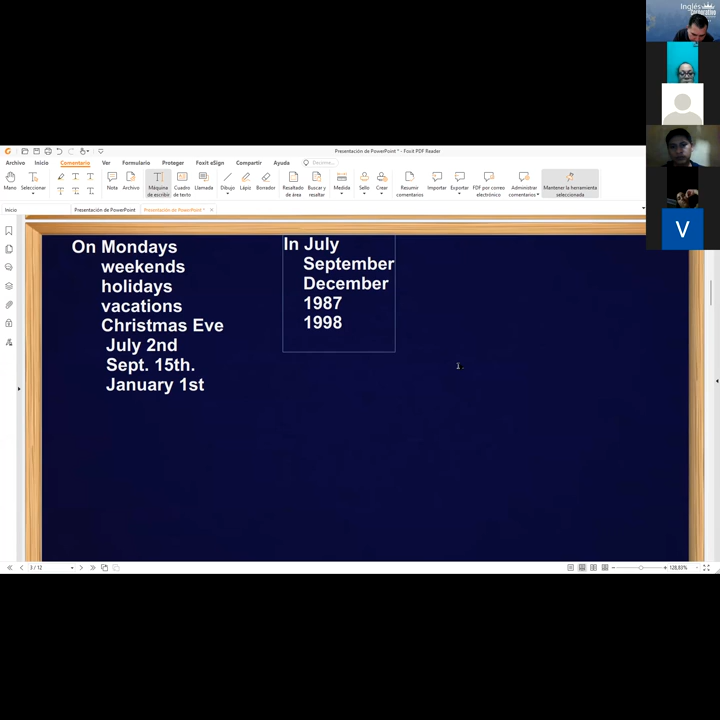 Inglés
Corporativo
Presentación de PowerPoint * - Foxit PDF Reader
Archivo Inicio Comentario Ver Formulario Proteger Foxit eSign Compartir Ayuda
Mano Seleccionar Nota Archivo Máquina de escribir Cuadro de texto Llamada Dibujo Lápiz Borrador Resaltado de área Buscar y resaltar Medida Sello Crear Resumir comentarios Importar Exportar PDF por correo electrónico Administrar comentarios Mantener la herramienta seleccionada
Inicio Presentación de PowerPoint Presentación de PowerPoint *
On Mondays
weekends
holidays
vacations
Christmas Eve
July 2nd
Sept. 15th.
January 1st
In July
September
December
1987
1998
V
3 / 12
128,83%